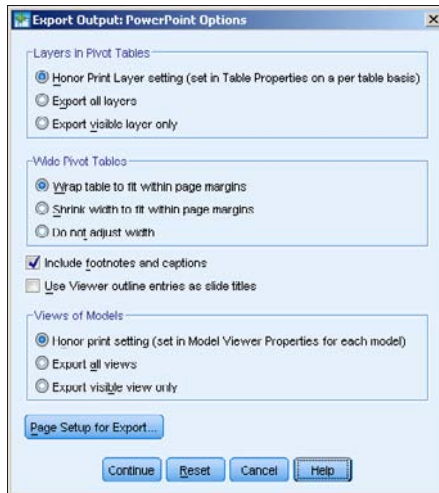 Export Output: PowerPoint Options
Layers in Pivot Tables
Honor Print Layer setting (set in Table Properties on a per table basis)
Export all layers
Export visible layer only
Wide Pivot Tables
Wrap table to fit within page margins
Shrink width to fit within page margins
Do not adjust width
Include footnotes and captions
Use Viewer outline entries as slide titles
Views of Models
Honor print setting (set in Model Viewer Properties for each model)
Export all views
Export visible view only
Page Setup for Export...
Continue Reset Cancel Help